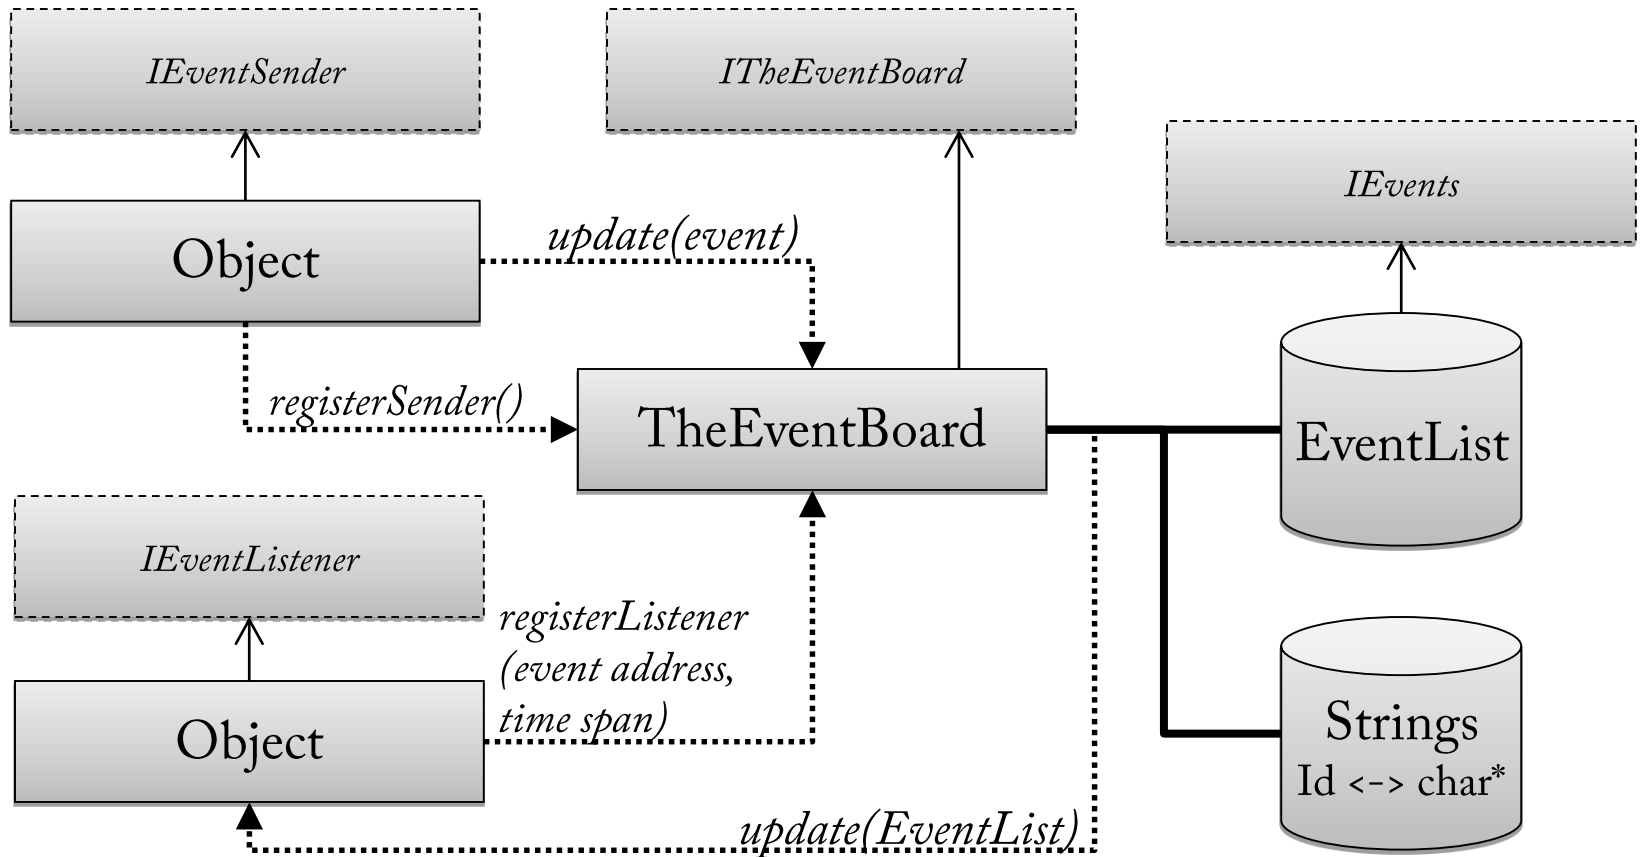 IEventSender
ITheEventBoard
IEvents
Object
update(event)
registerSender()
TheEventBoard
EventList
IEventListener
registerListener
(event address,
time span)
Object
Strings
Id <-> char*
update(EventList)